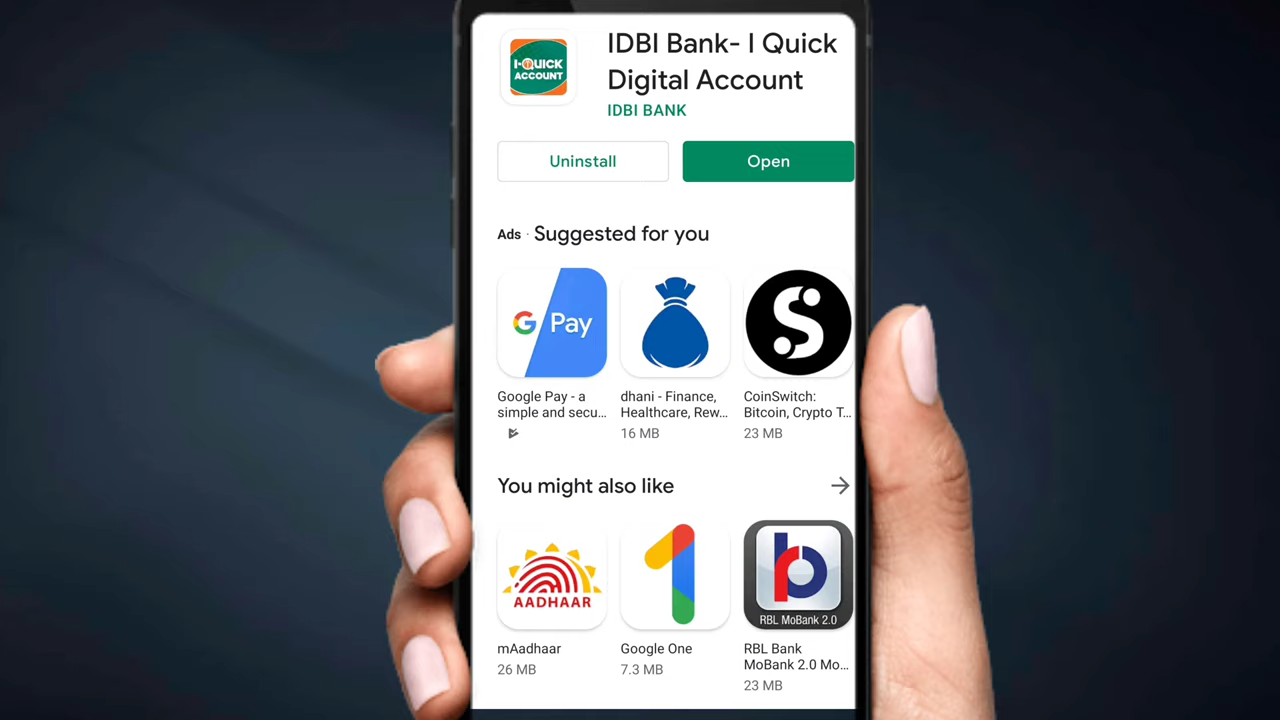 I-QUICK
ACCOUNT
IDBI Bank- I Quick
Digital Account
IDBI BANK
Uninstall
Open
Ads · Suggested for you
G Pay
Google Pay - a
simple and secu...
dhani - Finance,
Healthcare, Rew...
16 MB
CoinSwitch:
Bitcoin, Crypto T...
23 MB
You might also like
AADHAAR
mAadhaar
26 MB
Google One
7.3 MB
RBL MoBank 2.0
RBL Bank
MoBank 2.0 Mo...
23 MB